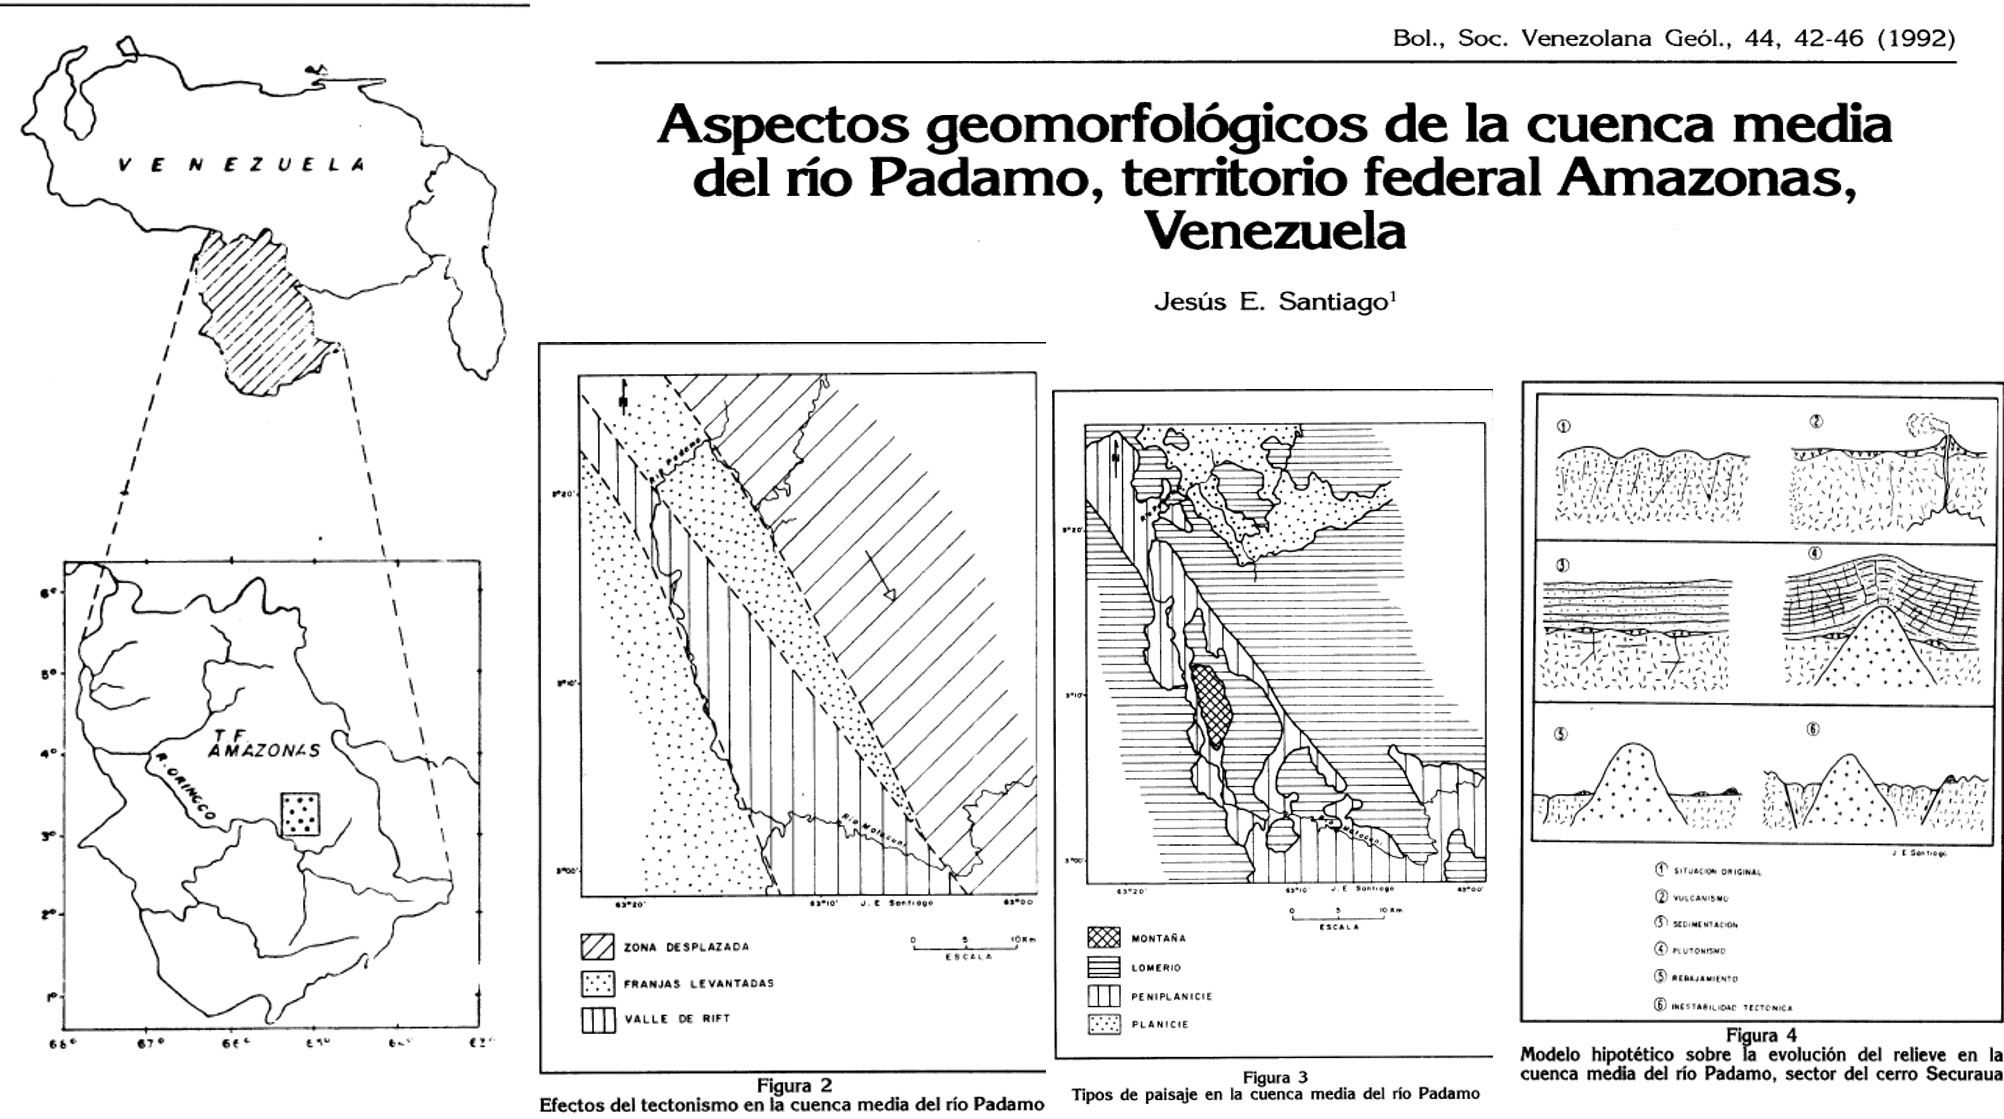 Bol., Soc. Venezolana Geól., 44, 42-46 (1992)
Aspectos geomorfológicos de la cuenca media
del río Padamo, territorio federal Amazonas,
Venezuela
Jesús E. Santiago¹
VENEZUELA
6°
5°
4°
3°
2°
1°
T F.
AMAZONAS
R. ORINOCO
68° 67° 66°
N
Padamo
3°20'
3°10'
3°00'
Río Matacuni
63°20' 63°10' J. E Santiago 63°00'
ZONA DESPLAZADA
FRANJAS LEVANTADAS
VALLE DE RIFT
0 5 10Km
ESCALA
Figura 2
Efectos del tectonismo en la cuenca media del río Padamo
N
3°20'
3°10'
3°00'
Matacuni
63°20' 63°10' J. E Santiago 63°00'
0 5 10 Km
ESCALA
MONTAÑA
LOMERIO
PENIPLANICIE
PLANICIE
Figura 3
Tipos de paisaje en la cuenca media del río Padamo
① ②
③ ④
⑤ ⑥
J E Santiago
① SITUACION ORIGINAL
② VULCANISMO
③ SEDIMENTACION
④ PLUTONISMO
⑤ REBAJAMIENTO
⑥ INESTABILIDAD TECTONICA
Figura 4
Modelo hipotético sobre la evolución del relieve en la
cuenca media del río Padamo, sector del cerro Securaua